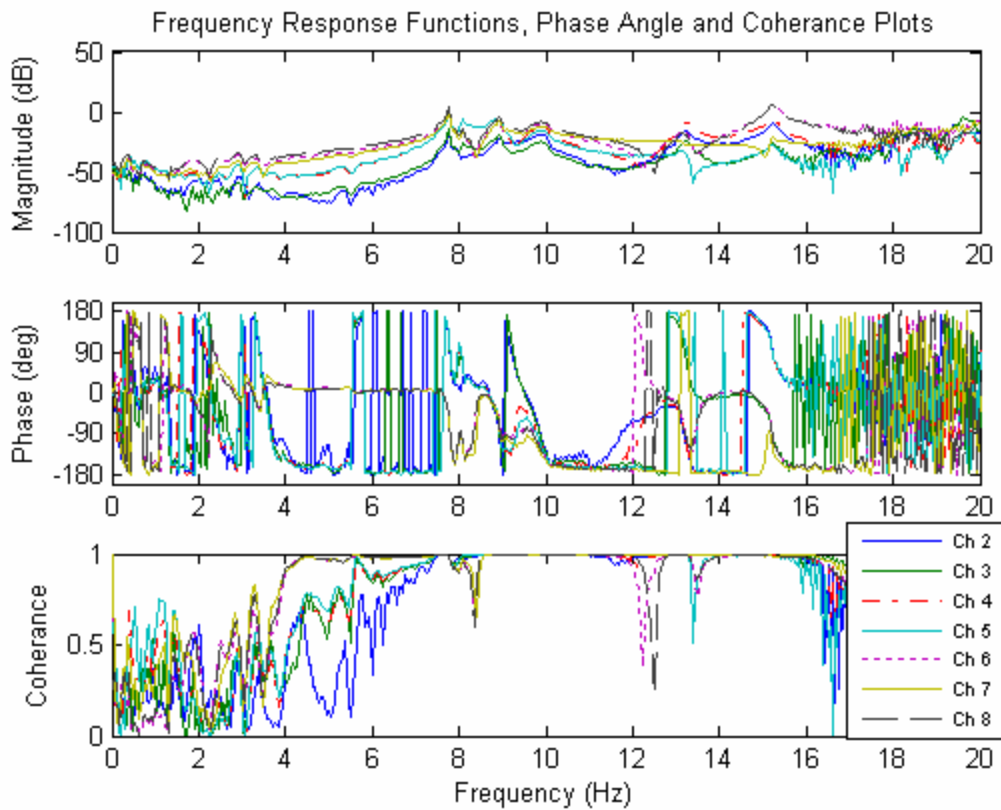 Frequency Response Functions, Phase Angle and Coherance Plots
Magnitude (dB)
50
0
-50
-100
0 2 4 6 8 10 12 14 16 18 20
Phase (deg)
180
90
0
-90
-180
0 2 4 6 8 10 12 14 16 18 20
Coherance
1
0.5
0
0 2 4 6 8 10 12 14 16 18 20
Frequency (Hz)
Ch 2
Ch 3
Ch 4
Ch 5
Ch 6
Ch 7
Ch 8